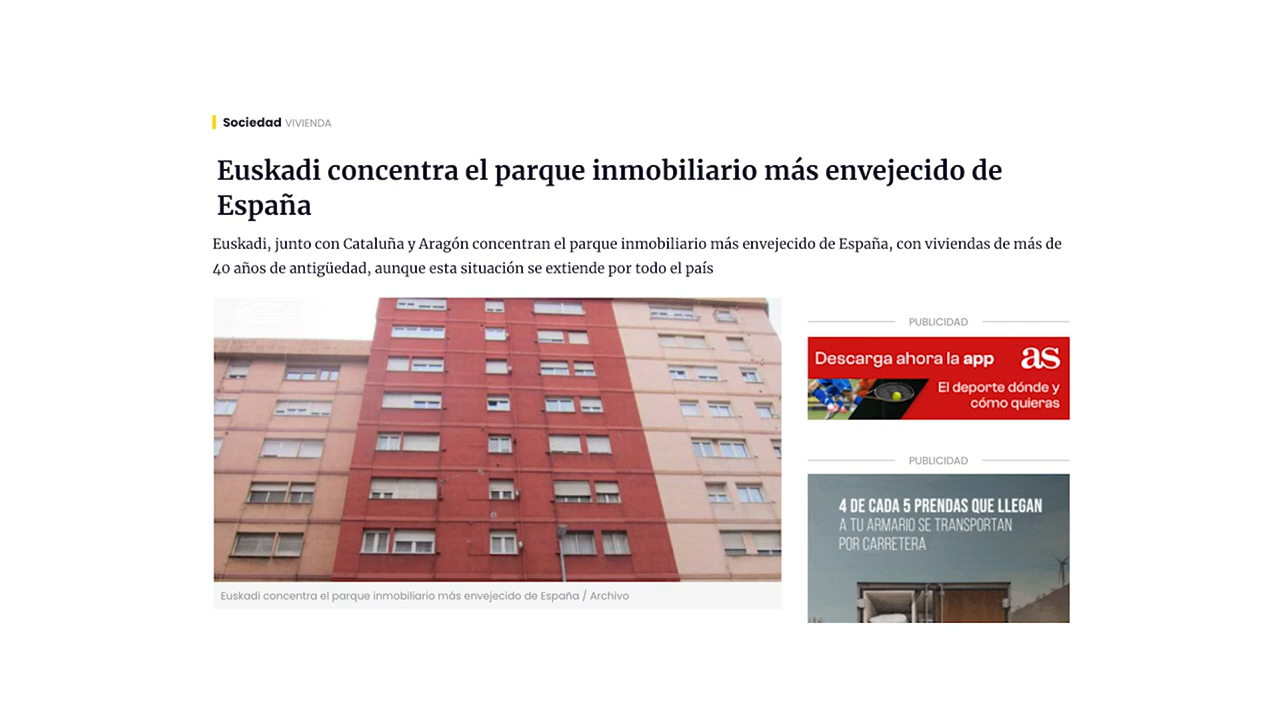 Sociedad VIVIENDA
Euskadi concentra el parque inmobiliario más envejecido de
España
Euskadi, junto con Cataluña y Aragón concentran el parque inmobiliario más envejecido de España, con viviendas de más de
40 años de antigüedad, aunque esta situación se extiende por todo el país
Euskadi concentra el parque inmobiliario más envejecido de España / Archivo
PUBLICIDAD
Descarga ahora la app as
El deporte dónde y
cómo quieras
PUBLICIDAD
4 DE CADA 5 PRENDAS QUE LLEGAN
A TU ARMARIO SE TRANSPORTAN
POR CARRETERA